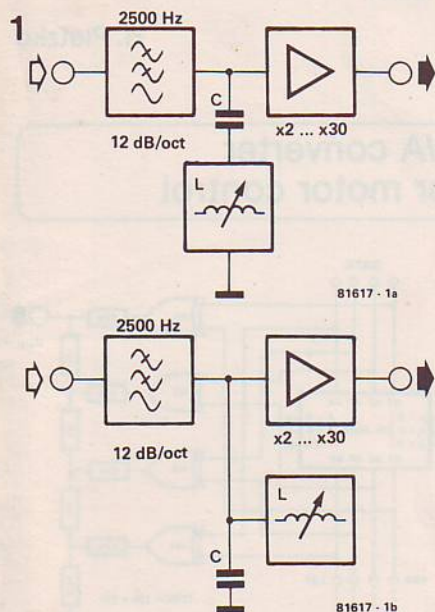 1
2500 Hz
C
12 dB/oct
x2 ... x30
L
81617 - 1a
2500 Hz
12 dB/oct
x2 ... x30
L
C
81617 - 1b